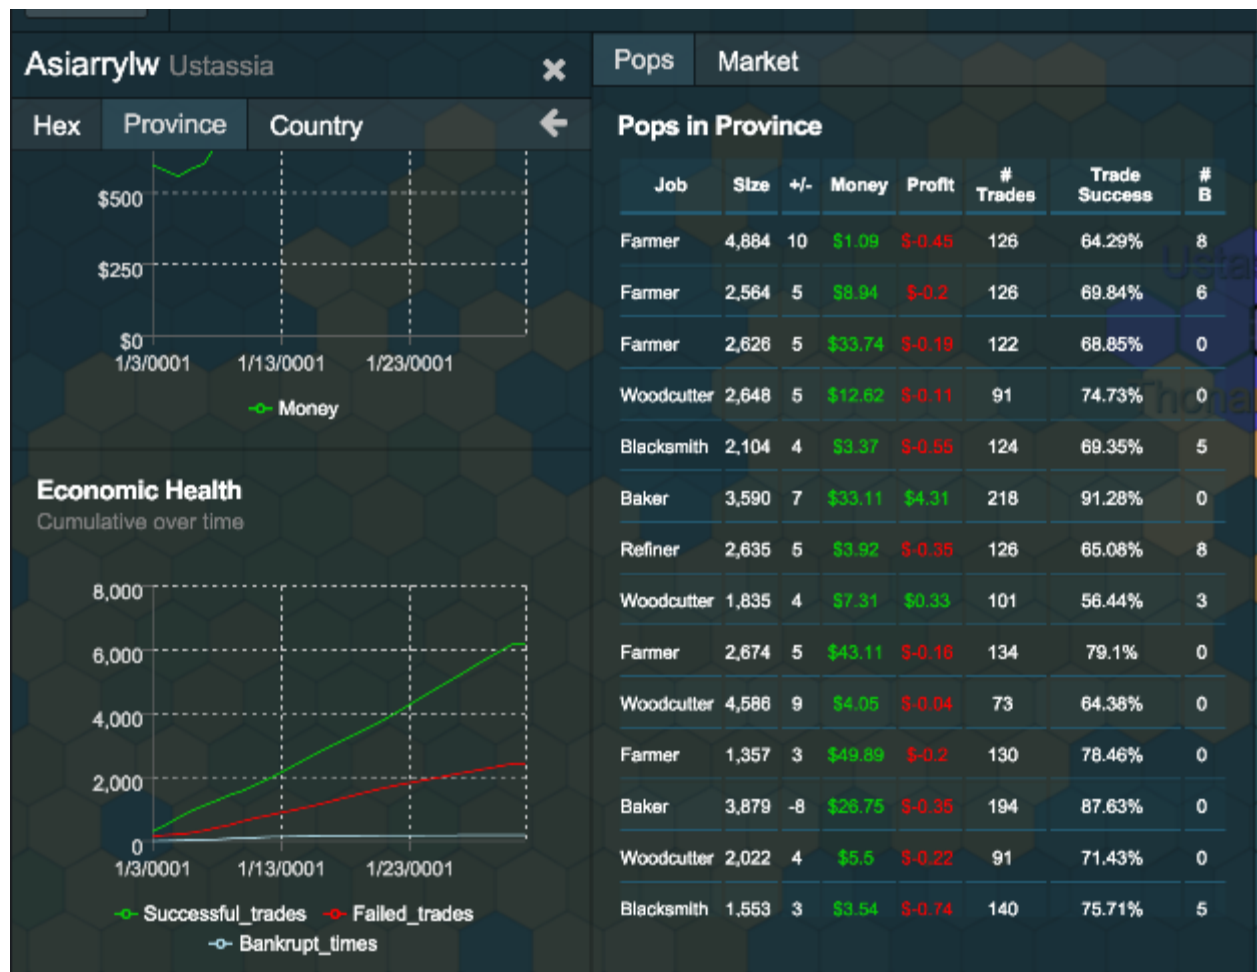 Asiarrylw Ustassia
Hex Province Country
$500
$250
$0
1/3/0001 1/13/0001 1/23/0001
Money
Economic Health
Cumulative over time
8,000
6,000
4,000
2,000
0
1/3/0001 1/13/0001 1/23/0001
Successful_trades Failed_trades
Bankrupt_times
Pops Market
Pops in Province
Job Size +/- Money Profit # Trades Trade Success # B
Farmer 4,884 10 $1.09 $-0.45 126 64.29% 8
Farmer 2,564 5 $8.94 $-0.2 126 69.84% 6
Farmer 2,626 5 $33.74 $-0.19 122 68.85% 0
Woodcutter 2,648 5 $12.62 $-0.11 91 74.73% 0
Blacksmith 2,104 4 $3.37 $-0.55 124 69.35% 5
Baker 3,590 7 $33.11 $4.31 218 91.28% 0
Refiner 2,635 5 $3.92 $-0.35 126 65.08% 8
Woodcutter 1,835 4 $7.31 $0.33 101 56.44% 3
Farmer 2,674 5 $43.11 $-0.16 134 79.1% 0
Woodcutter 4,586 9 $4.05 $-0.04 73 64.38% 0
Farmer 1,357 3 $49.89 $-0.2 130 78.46% 0
Baker 3,879 -8 $26.75 $-0.35 194 87.63% 0
Woodcutter 2,022 4 $5.5 $-0.22 91 71.43% 0
Blacksmith 1,553 3 $3.54 $-0.74 140 75.71% 5